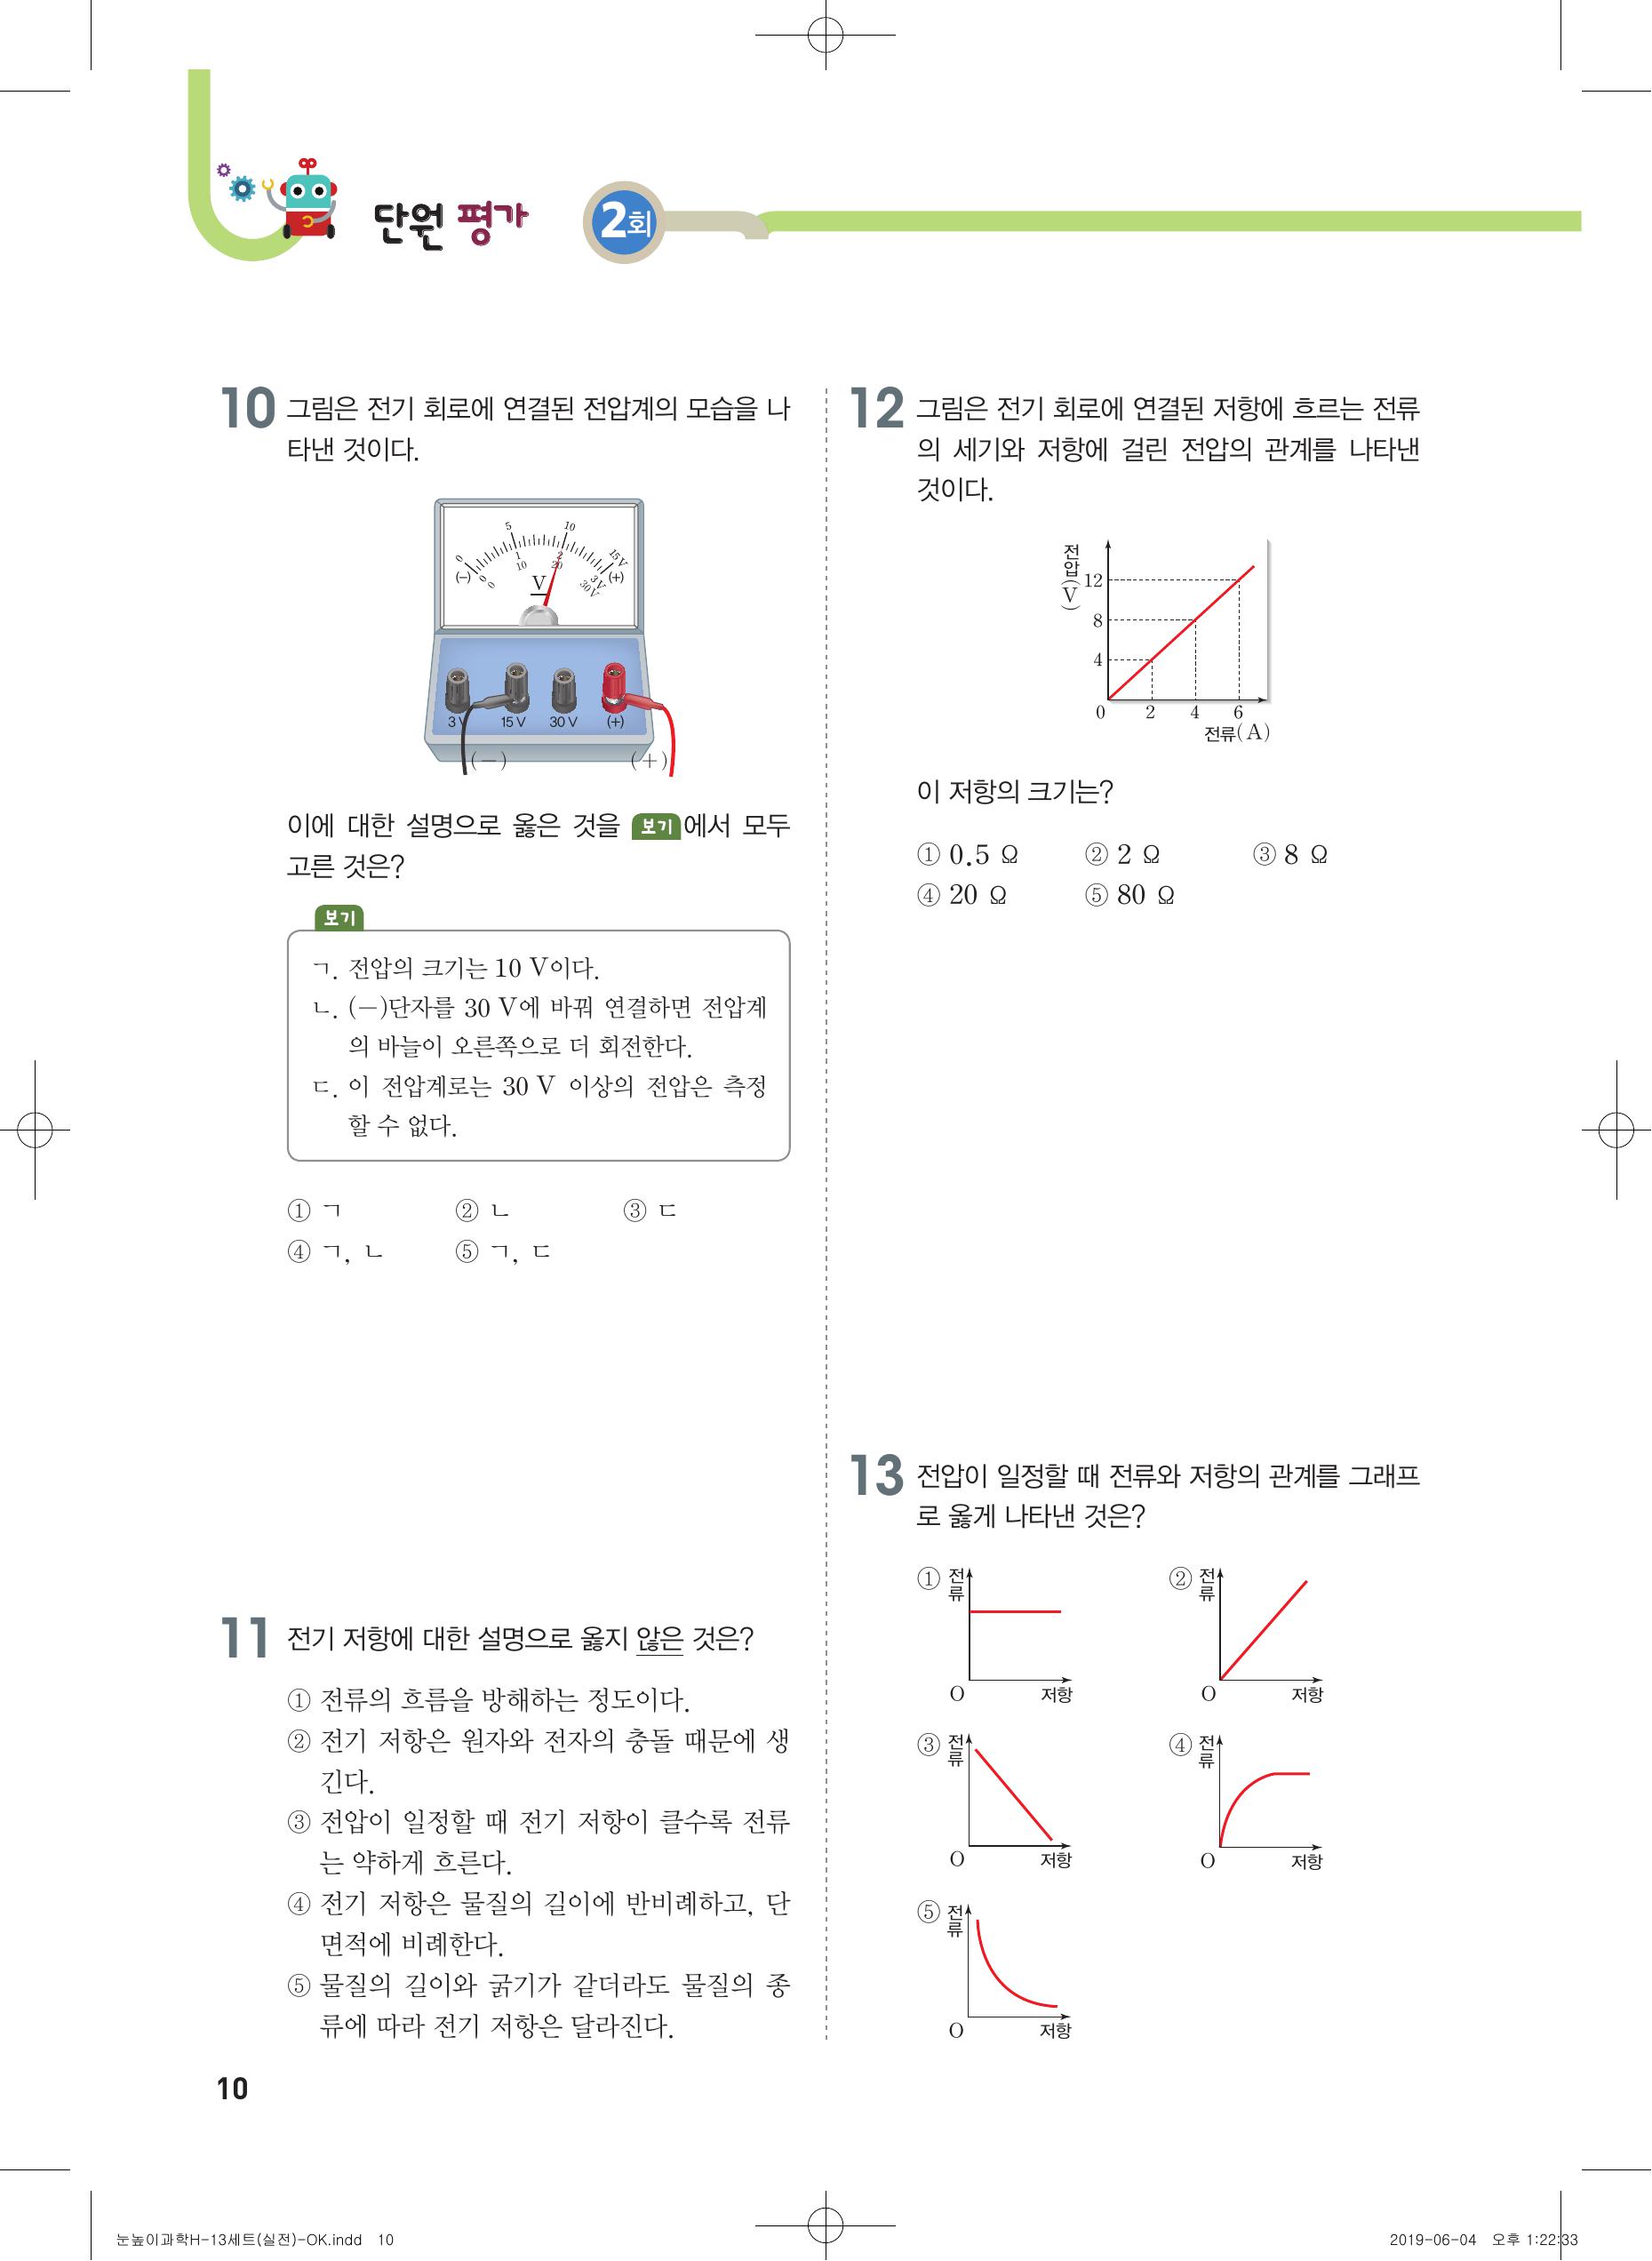 단원 평가 2회
10 그림은 전기 회로에 연결된 전압계의 모습을 나
타낸 것이다.
0 5 10 15V
(-) 0 1 2 3V (+)
0 10 20 30V
V
3 V 15 V 30 V (+)
(-) (+)
이에 대한 설명으로 옳은 것을 보기 에서 모두
고른 것은?
보기
ㄱ. 전압의 크기는 10 V이다.
ㄴ. (-)단자를 30 V에 바꿔 연결하면 전압계
의 바늘이 오른쪽으로 더 회전한다.
ㄷ. 이 전압계로는 30 V 이상의 전압은 측정
할 수 없다.
① ㄱ ② ㄴ ③ ㄷ
④ ㄱ, ㄴ ⑤ ㄱ, ㄷ
11 전기 저항에 대한 설명으로 옳지 않은 것은?
① 전류의 흐름을 방해하는 정도이다.
② 전기 저항은 원자와 전자의 충돌 때문에 생
긴다.
③ 전압이 일정할 때 전기 저항이 클수록 전류
는 약하게 흐른다.
④ 전기 저항은 물질의 길이에 반비례하고, 단
면적에 비례한다.
⑤ 물질의 길이와 굵기가 같더라도 물질의 종
류에 따라 전기 저항은 달라진다.
12 그림은 전기 회로에 연결된 저항에 흐르는 전류
의 세기와 저항에 걸린 전압의 관계를 나타낸
것이다.
전압(V)
12
8
4
0 2 4 6
전류(A)
이 저항의 크기는?
① 0.5 Ω ② 2 Ω ③ 8 Ω
④ 20 Ω ⑤ 80 Ω
13 전압이 일정할 때 전류와 저항의 관계를 그래프
로 옳게 나타낸 것은?
① 전류 ② 전류
O 저항 O 저항
③ 전류 ④ 전류
O 저항 O 저항
⑤ 전류
O 저항
10
눈높이과학H-13세트(실전)-OK.indd 10
2019-06-04 오후 1:22:33